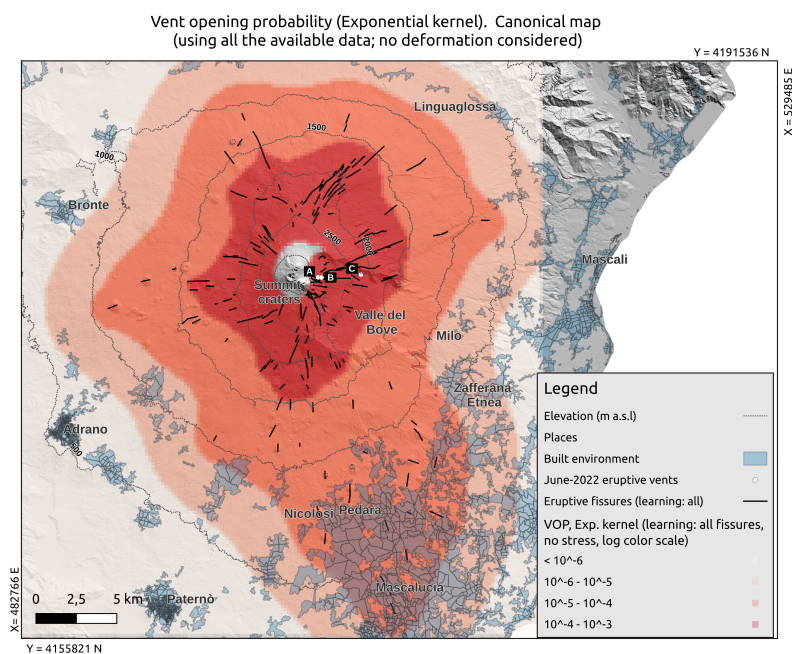 Vent opening probability (Exponential kernel).  Canonical map
(using all the available data; no deformation considered)
Y = 4191536 N
X = 529485 E
Linguaglossa
1500
1000
Bronte
2500
2000
Mascali
A
B
C
Summit
craters
Valle del
Bove
Milo
Zafferana
Etnea
Adrano
500
Nicolosi
Pedara
Mascalucia
Paternò
0 2,5 5 km
X= 482766 E
Y = 4155821 N
Legend
Elevation (m a.s.l)
Places
Built environment
June-2022 eruptive vents
Eruptive fissures (learning: all)
VOP, Exp. kernel (learning: all fissures,
no stress, log color scale)
< 10^-6
10^-6 - 10^-5
10^-5 - 10^-4
10^-4 - 10^-3